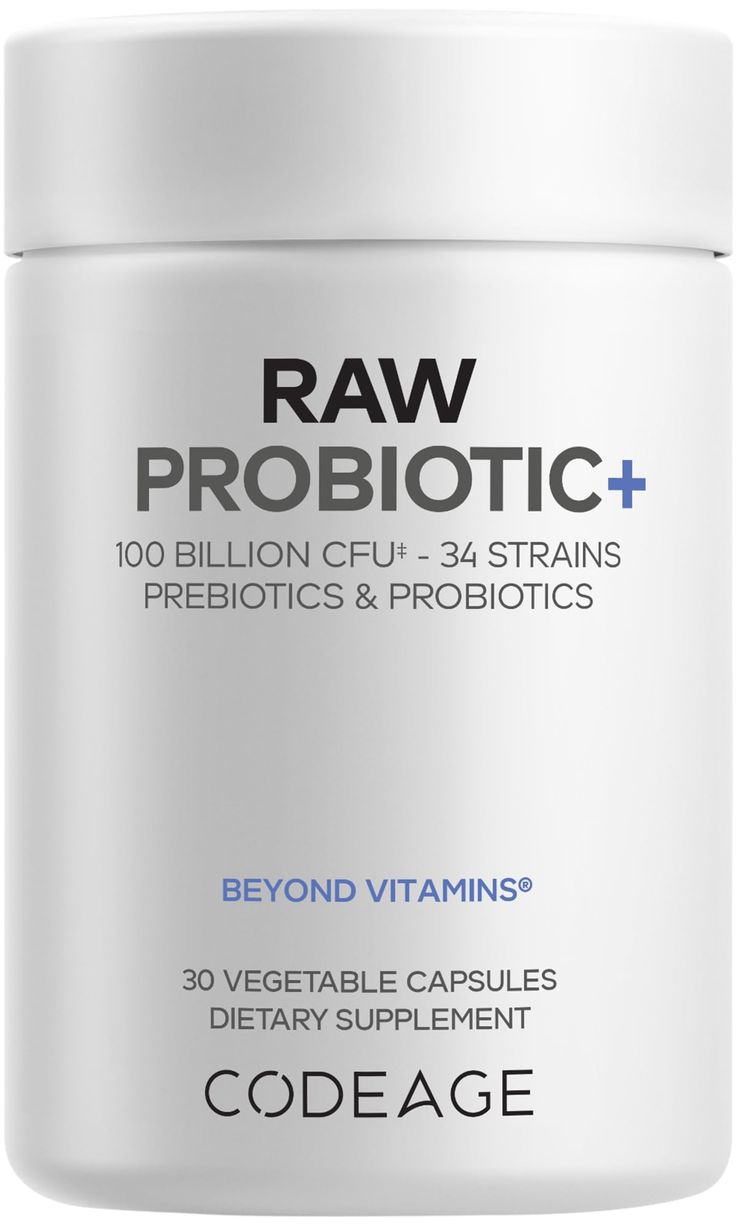 RAW
PROBIOTIC+
100 BILLION CFU‡ - 34 STRAINS
PREBIOTICS & PROBIOTICS
BEYOND VITAMINS®
30 VEGETABLE CAPSULES
DIETARY SUPPLEMENT
CODEAGE